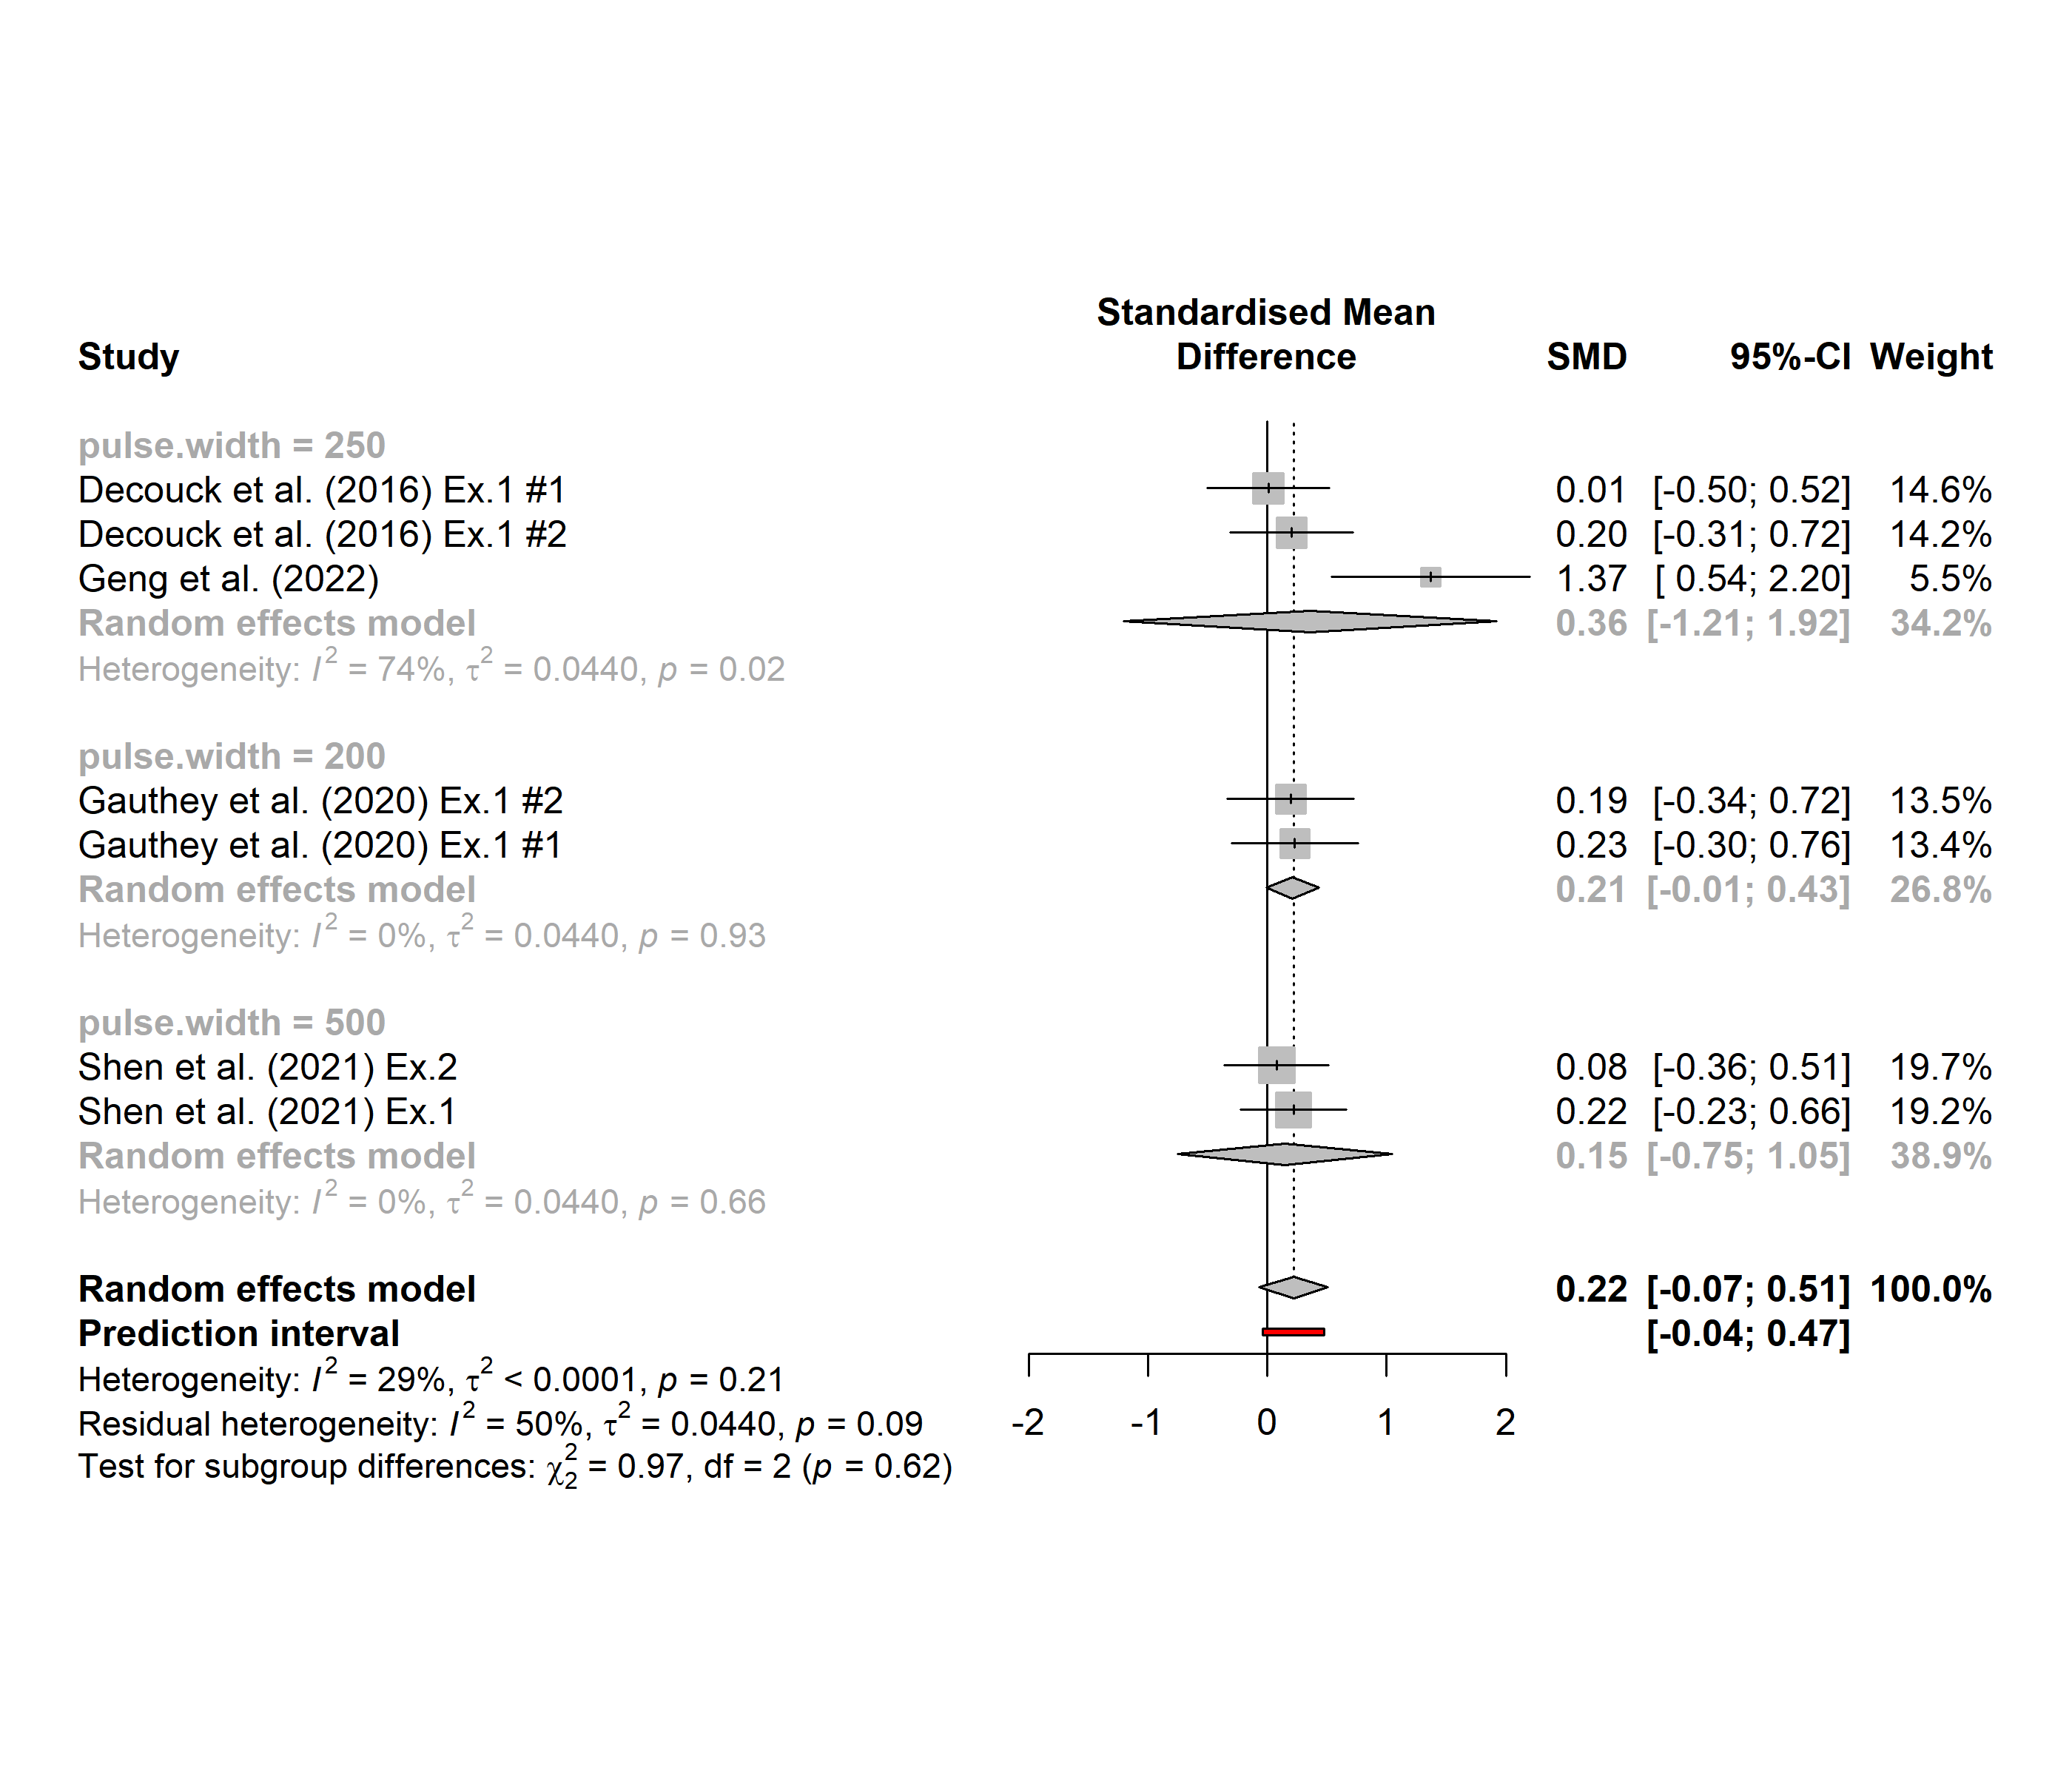 Standardised Mean
Study Difference SMD 95%-CI Weight
pulse.width = 250
Decouck et al. (2016) Ex.1 #1 0.01 [-0.50; 0.52] 14.6%
Decouck et al. (2016) Ex.1 #2 0.20 [-0.31; 0.72] 14.2%
Geng et al. (2022) 1.37 [ 0.54; 2.20] 5.5%
Random effects model 0.36 [-1.21; 1.92] 34.2%
Heterogeneity: I² = 74%, τ² = 0.0440, p = 0.02
pulse.width = 200
Gauthey et al. (2020) Ex.1 #2 0.19 [-0.34; 0.72] 13.5%
Gauthey et al. (2020) Ex.1 #1 0.23 [-0.30; 0.76] 13.4%
Random effects model 0.21 [-0.01; 0.43] 26.8%
Heterogeneity: I² = 0%, τ² = 0.0440, p = 0.93
pulse.width = 500
Shen et al. (2021) Ex.2 0.08 [-0.36; 0.51] 19.7%
Shen et al. (2021) Ex.1 0.22 [-0.23; 0.66] 19.2%
Random effects model 0.15 [-0.75; 1.05] 38.9%
Heterogeneity: I² = 0%, τ² = 0.0440, p = 0.66
Random effects model 0.22 [-0.07; 0.51] 100.0%
Prediction interval [-0.04; 0.47]
Heterogeneity: I² = 29%, τ² < 0.0001, p = 0.21
Residual heterogeneity: I² = 50%, τ² = 0.0440, p = 0.09
-2 -1 0 1 2
Test for subgroup differences: χ²₂ = 0.97, df = 2 (p = 0.62)